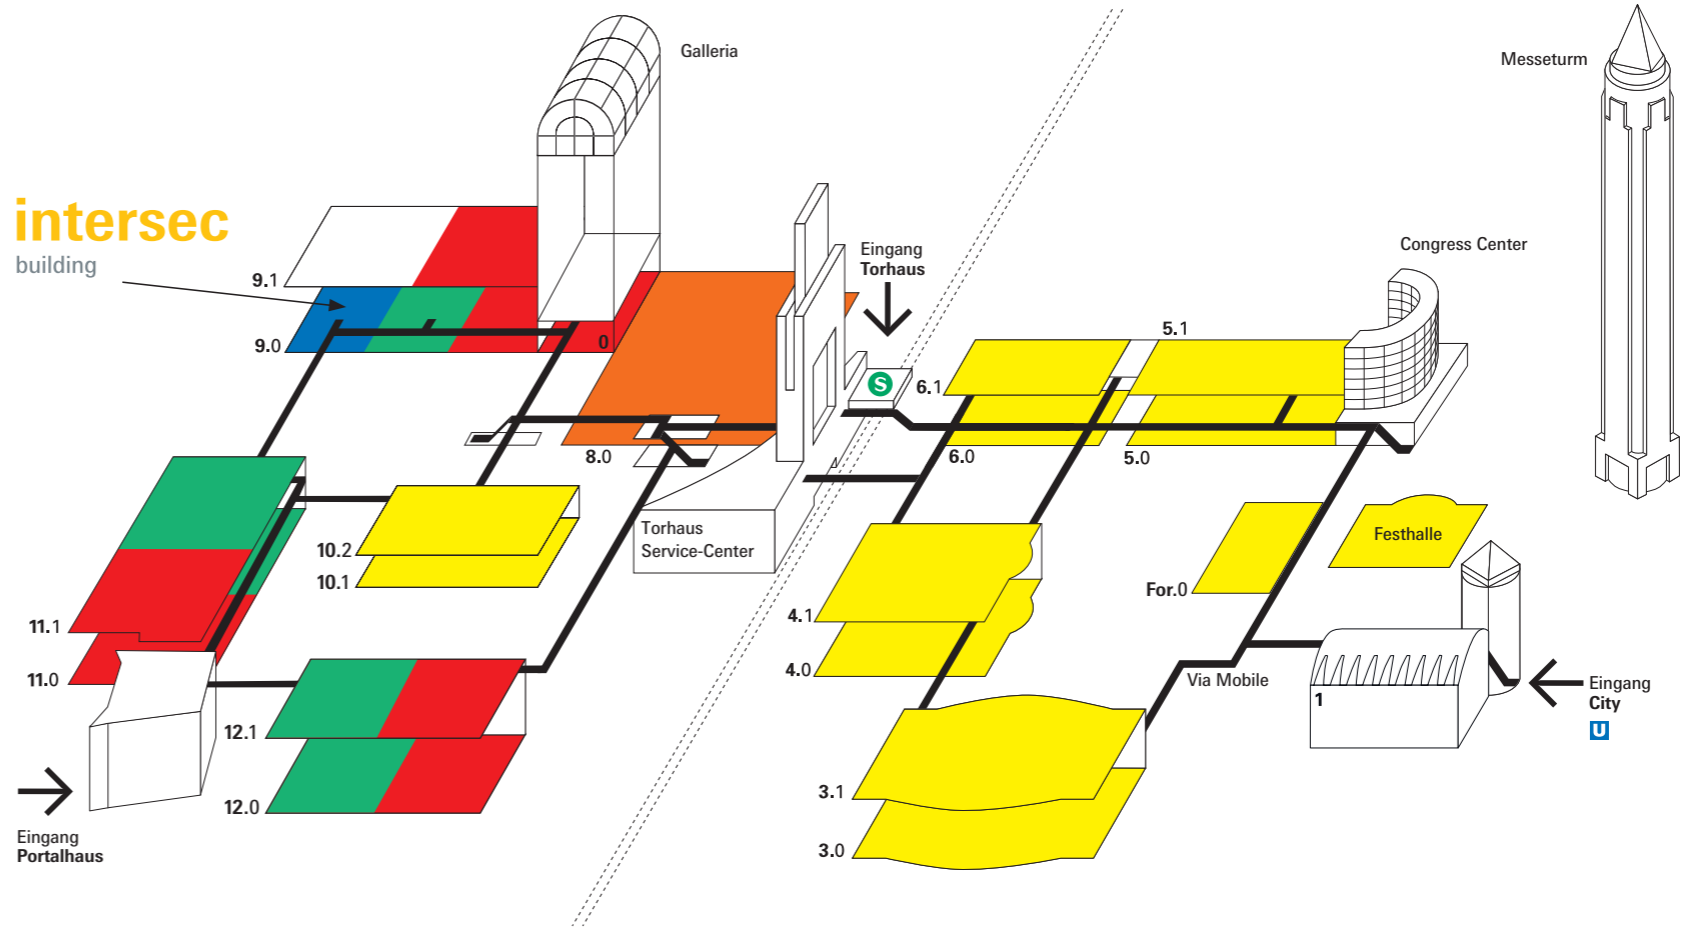 Galleria
Messeturm
intersec
building
9.1
9.0
0
Eingang
Torhaus
S
Congress Center
5.1
6.1
6.0
5.0
8.0
Torhaus
Service-Center
10.2
10.1
11.1
11.0
12.1
12.0
4.1
4.0
For.0
Festhalle
Via Mobile
1
Eingang
City
U
3.1
3.0
Eingang
Portalhaus